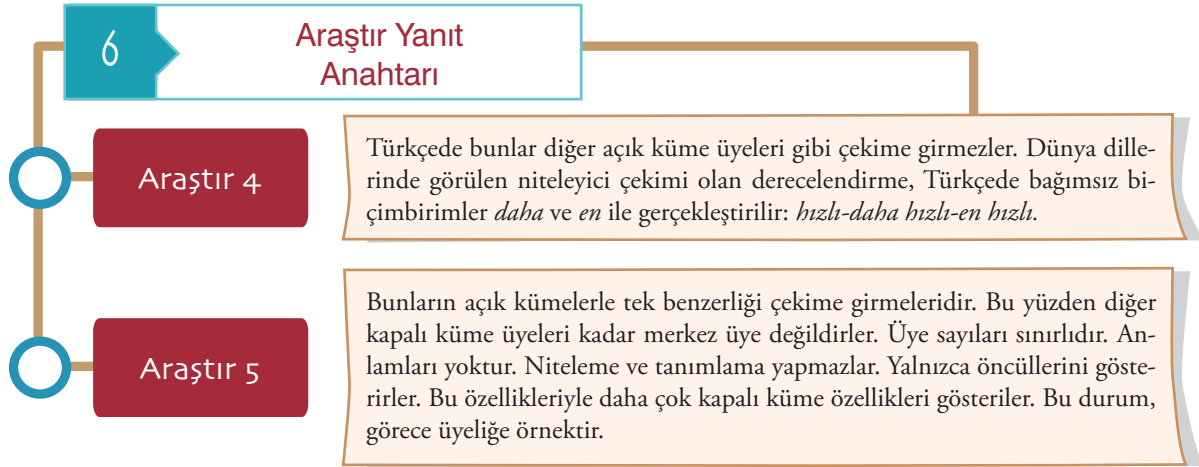 6
Araştır Yanıt
Anahtarı
Araştır 4
Türkçede bunlar diğer açık küme üyeleri gibi çekime girmezler. Dünya dille-
rinde görülen niteleyici çekimi olan derecelendirme, Türkçede bağımsız bi-
çimbirimler daha ve en ile gerçekleştirilir: hızlı-daha hızlı-en hızlı.
Araştır 5
Bunların açık kümelerle tek benzerliği çekime girmeleridir. Bu yüzden diğer
kapalı küme üyeleri kadar merkez üye değildirler. Üye sayıları sınırlıdır. An-
lamları yoktur. Niteleme ve tanımlama yapmazlar. Yalnızca öncüllerini göste-
rirler. Bu özellikleriyle daha çok kapalı küme özellikleri gösteriler. Bu durum,
görece üyeliğe örnektir.